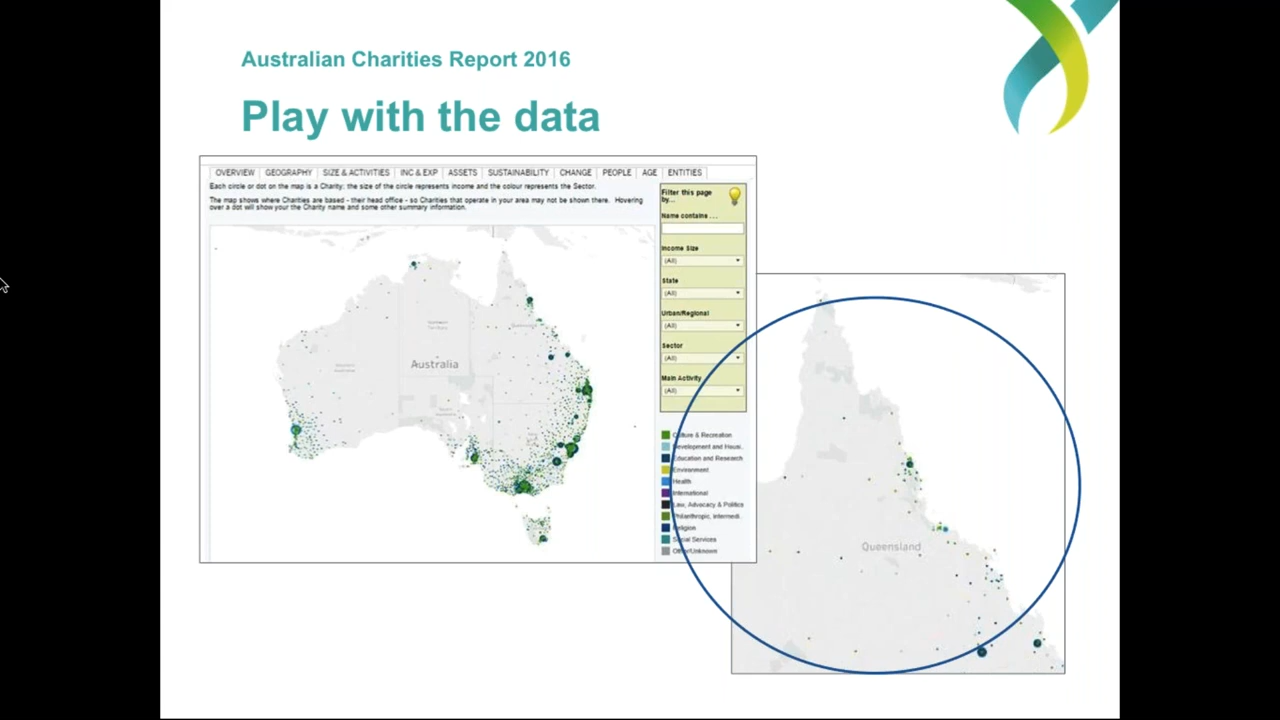 Australian Charities Report 2016
Play with the data
OVERVIEW GEOGRAPHY SIZE & ACTIVITIES INC & EXP ASSETS SUSTAINABILITY CHANGE PEOPLE AGE ENTITIES
Each circle or dot on the map is a Charity; the size of the circle represents income and the colour represents the Sector.
The map shows where Charities are based - their head office - so Charities that operate in your area may not be shown there. Hovering
over a dot will show your the Charity name and some other summary information.
Filter this page
by...
Name contains ...
Income Size
(All)
State
(All)
Urban/Regional
(All)
Sector
(All)
Main Activity
(All)
Australia
Culture & Recreation
Development and Housi..
Education and Research
Environment
Health
International
Law, Advocacy & Politics
Philanthropic, Intermedi..
Religion
Social Services
Other/Unknown
Queensland